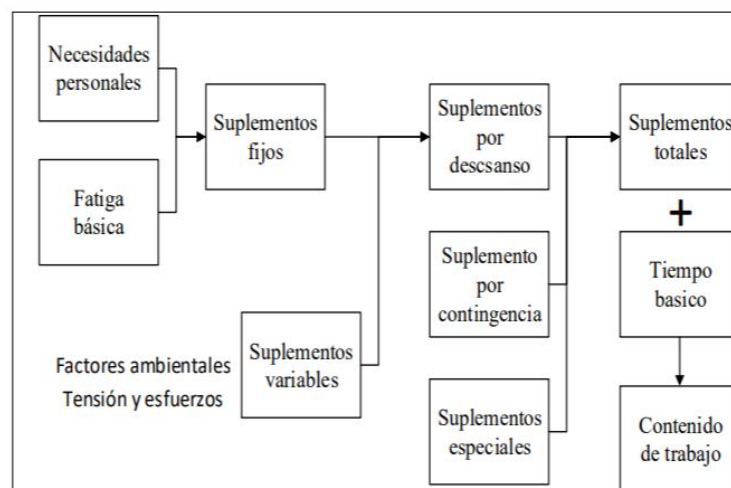 Necesidades
personales
Fatiga
básica
Suplementos
fijos
Factores ambientales
Tensión y esfuerzos
Suplementos
variables
Suplementos
por
descsanso
Suplemento
por
contingencia
Suplementos
especiales
Suplementos
totales
+
Tiempo
basico
Contenido
de trabajo